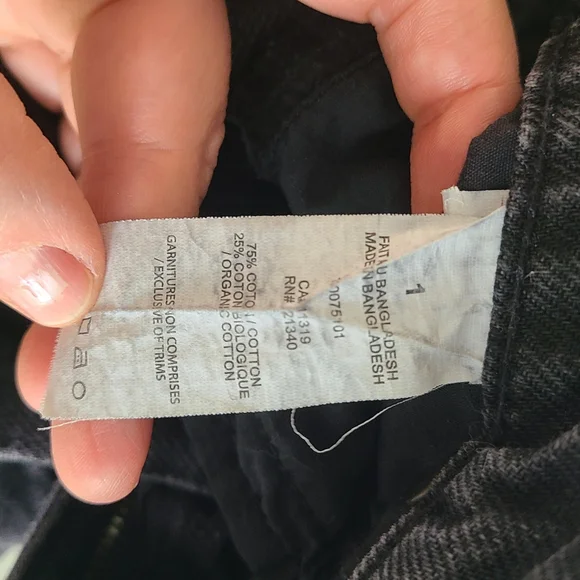 1
FAIT AU BANGLADESH
MADE IN BANGLADESH
0075101
1319
RN# 21340
75% COTON / COTTON
25% COTON BIOLOGIQUE
/ ORGANIC COTTON
GARNITURES NON COMPRISES
/ EXCLUSIVE OF TRIMS